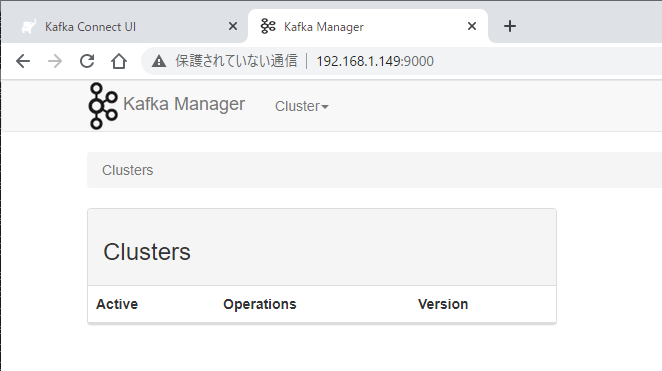 Kafka Connect UI
Kafka Manager
保護されていない通信 192.168.1.149:9000
Kafka Manager Cluster
Clusters
Clusters
Active Operations Version